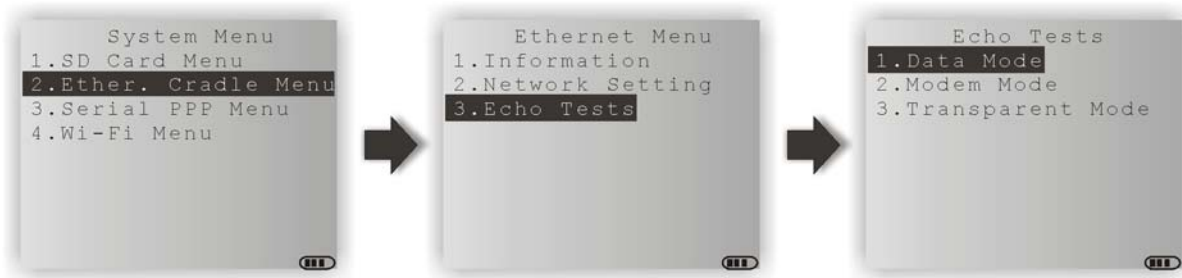 System Menu
1.SD Card Menu
2.Ether. Cradle Menu
3.Serial PPP Menu
4.Wi-Fi Menu
Ethernet Menu
1.Information
2.Network Setting
3.Echo Tests
Echo Tests
1.Data Mode
2.Modem Mode
3.Transparent Mode